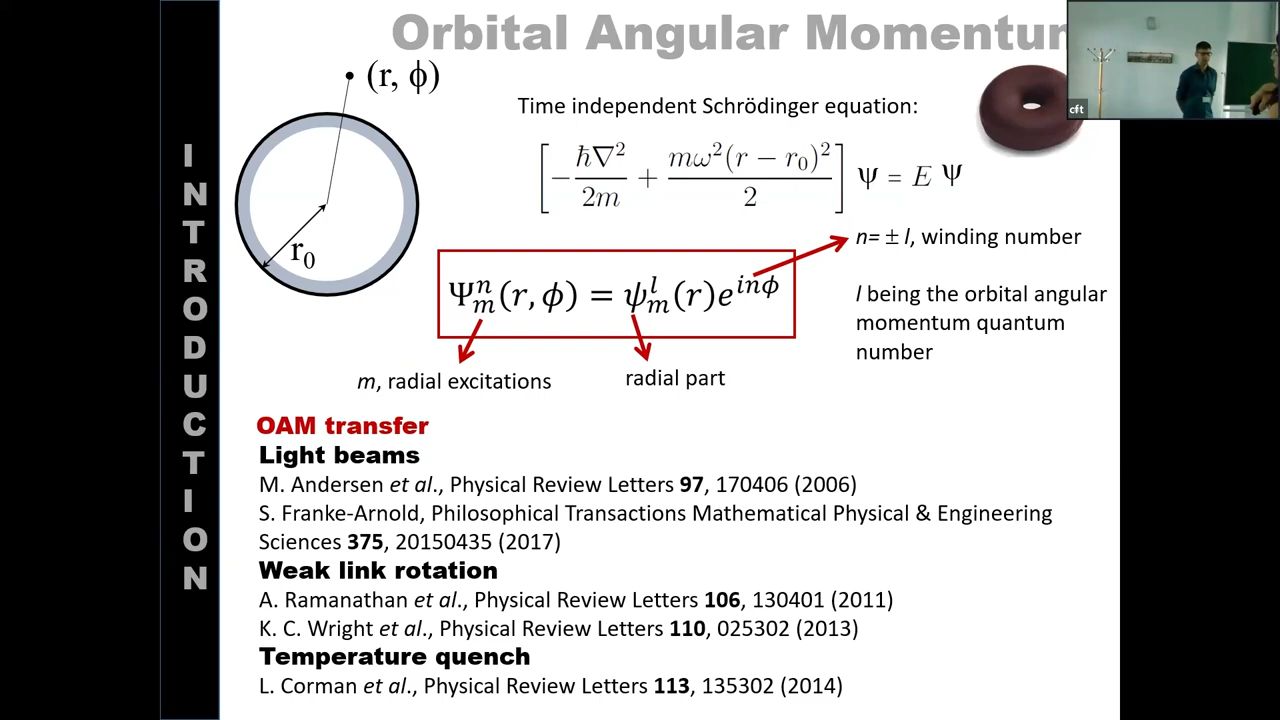 Orbital Angular Momentum
INTRODUCTION
(r, ϕ)
r₀
cft
Time independent Schrödinger equation:
[−ħ∇²/2m + mω²(r − r₀)²/2] Ψ = E Ψ
n= ± l, winding number
Ψₘⁿ(r, ϕ) = ψₘˡ(r)eⁱⁿᵠ
l being the orbital angular
momentum quantum
number
m, radial excitations
radial part
OAM transfer
Light beams
M. Andersen et al., Physical Review Letters 97, 170406 (2006)
S. Franke-Arnold, Philosophical Transactions Mathematical Physical & Engineering
Sciences 375, 20150435 (2017)
Weak link rotation
A. Ramanathan et al., Physical Review Letters 106, 130401 (2011)
K. C. Wright et al., Physical Review Letters 110, 025302 (2013)
Temperature quench
L. Corman et al., Physical Review Letters 113, 135302 (2014)